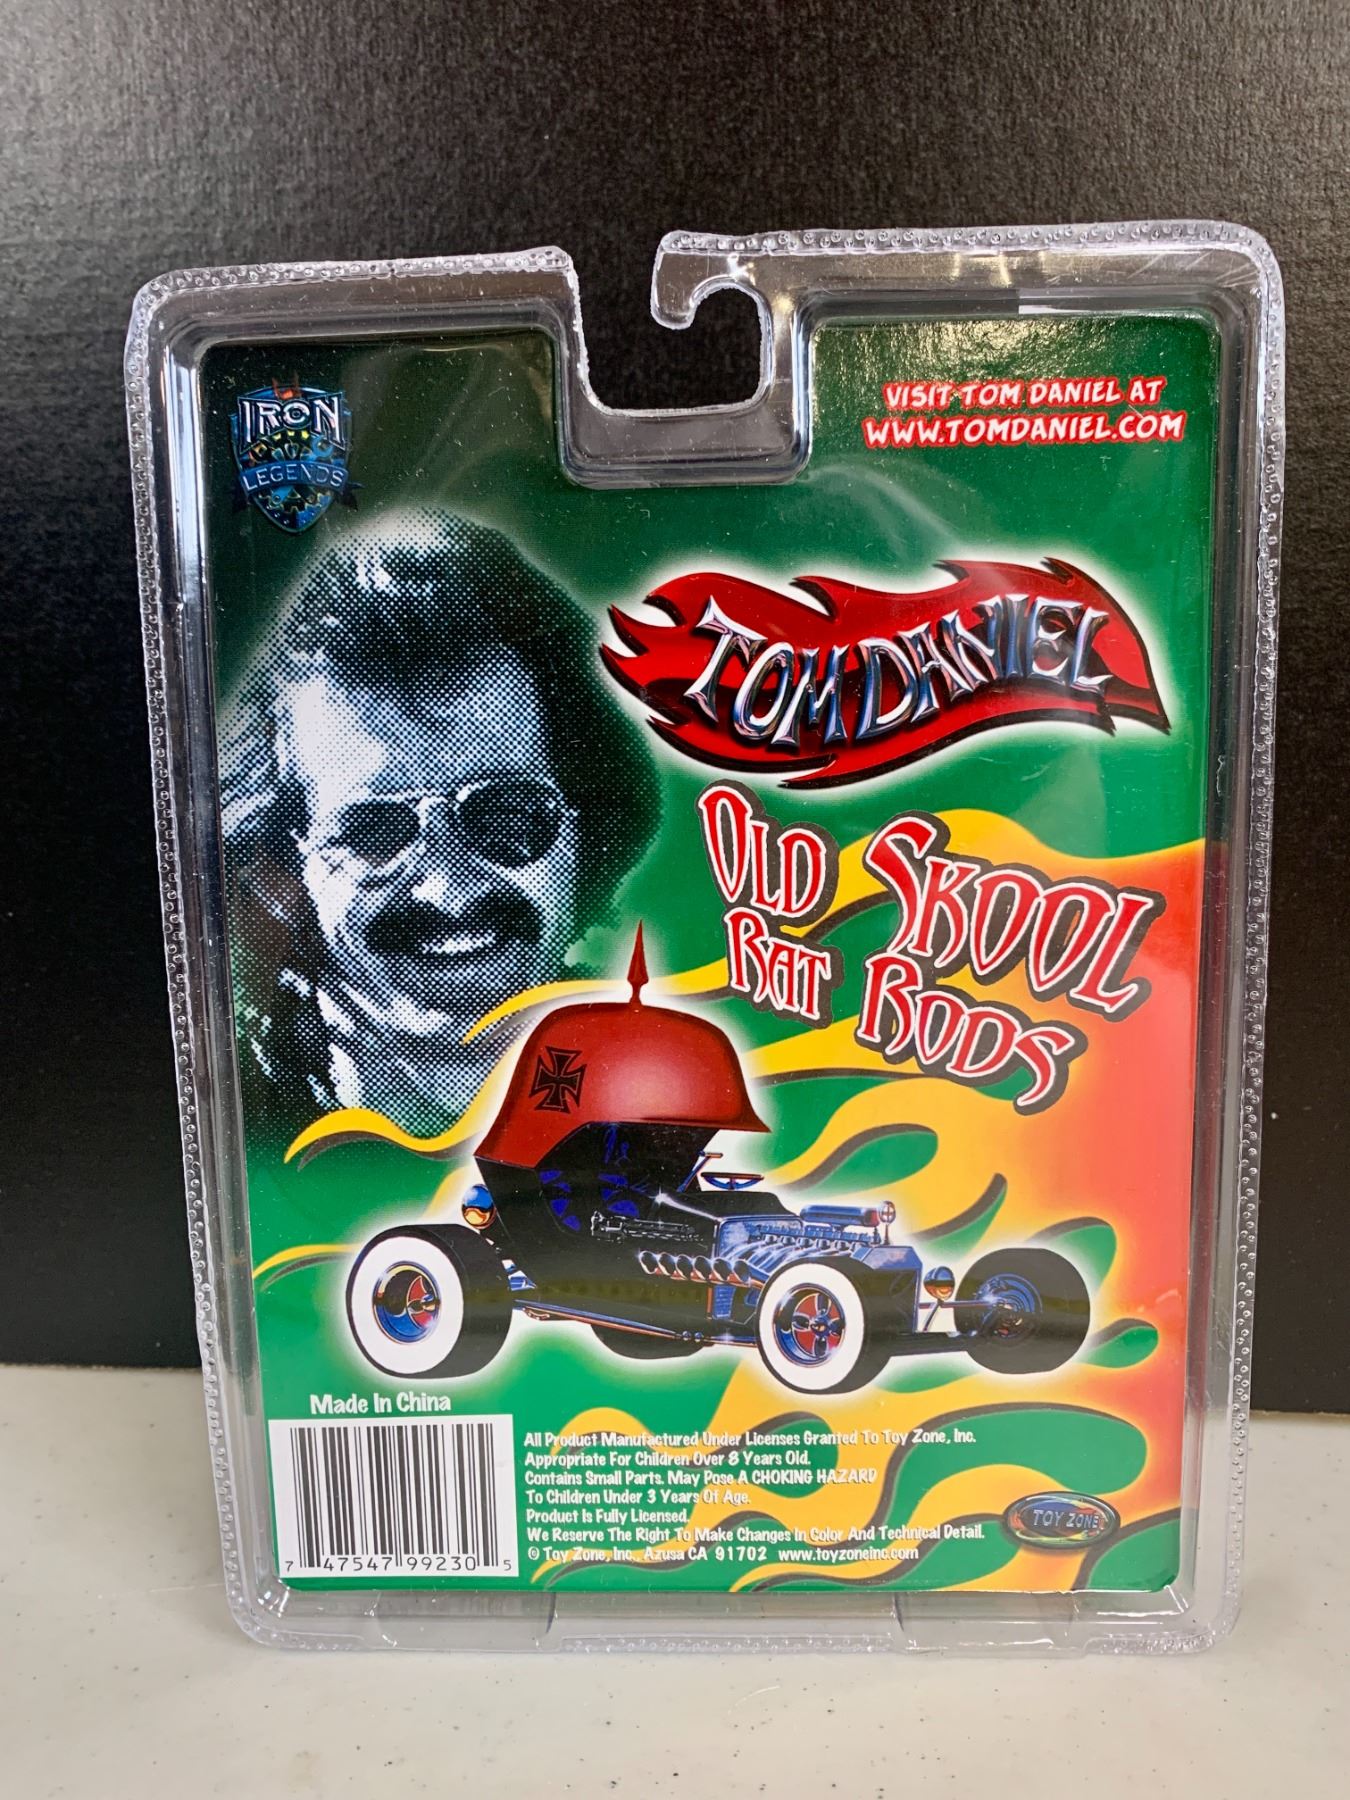 IRON
LEGENDS
VISIT TOM DANIEL AT
WWW.TOMDANIEL.COM
TOM DANIEL
OLD SKOOL
RAT RODS
Made In China
7 47547 99230 5
All Product Manufactured Under Licenses Granted To Toy Zone, Inc.
Appropriate For Children Over 8 Years Old.
Contains Small Parts. May Pose A CHOKING HAZARD
To Children Under 3 Years Of Age.
Product Is Fully Licensed.
We Reserve The Right To Make Changes In Color And Technical Detail.
© Toy Zone, Inc., Azusa CA 91702 www.toyzoneinc.com
TOY ZONE